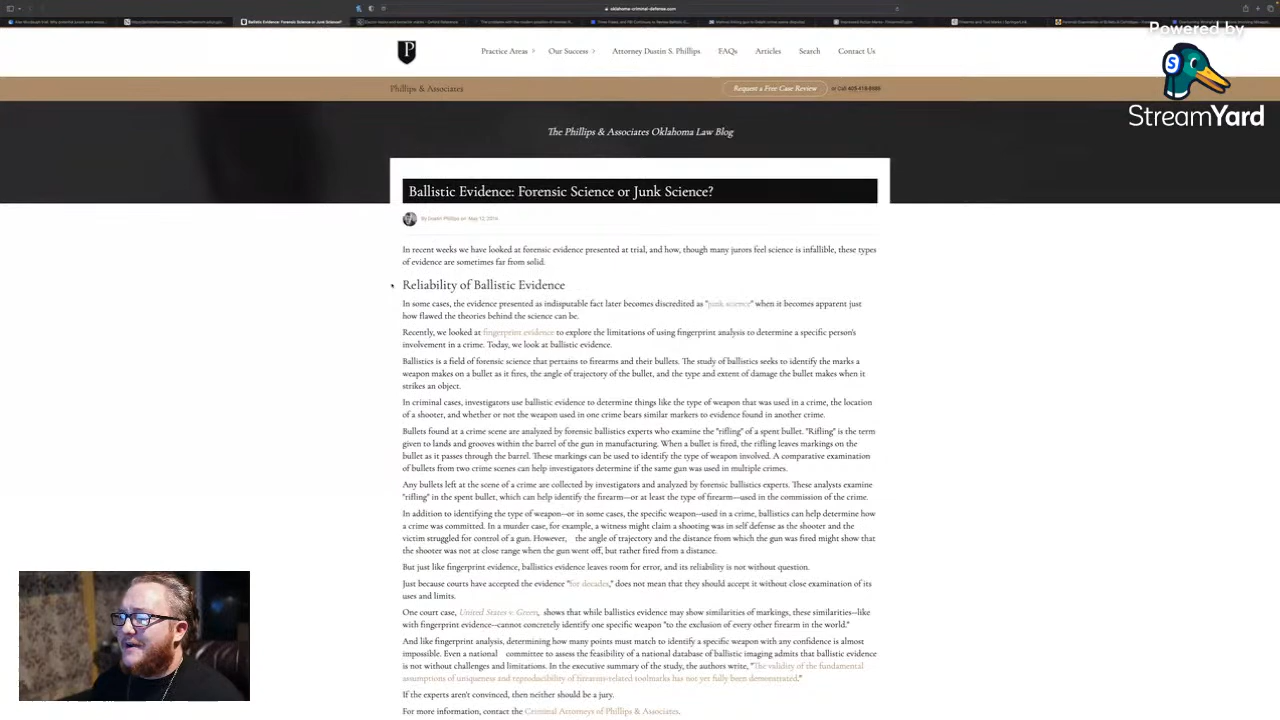 oklahoma-criminal-defense.com
Ballistic Evidence: Forensic Science or Junk Science?
Powered by
S
StreamYard
P
Practice Areas
Our Success
Attorney Dustin S. Phillips
FAQs
Articles
Search
Contact Us
Phillips & Associates
Request a Free Case Review
or Call 405-418-8888
The Phillips & Associates Oklahoma Law Blog
Ballistic Evidence: Forensic Science or Junk Science?
By Dustin Phillips on May 12, 2014
In recent weeks we have looked at forensic evidence presented at trial, and how, though many jurors feel science is infallible, these types
of evidence are sometimes far from solid.
Reliability of Ballistic Evidence
In some cases, the evidence presented as indisputable fact later becomes discredited as "junk science" when it becomes apparent just
how flawed the theories behind the science can be.
Recently, we looked at fingerprint evidence to explore the limitations of using fingerprint analysis to determine a specific person's
involvement in a crime. Today, we look at ballistic evidence.
Ballistics is a field of forensic science that pertains to firearms and their bullets. The study of ballistics seeks to identify the marks a
weapon makes on a bullet as it fires, the angle of trajectory of the bullet, and the type and extent of damage the bullet makes when it
strikes an object.
In criminal cases, investigators use ballistic evidence to determine things like the type of weapon that was used in a crime, the location
of a shooter, and whether or not the weapon used in one crime bears similar markers to evidence found in another crime.
Bullets found at a crime scene are analyzed by forensic ballistics experts who examine the "rifling" of a spent bullet. "Rifling" is the term
given to lands and grooves within the barrel of the gun in manufacturing. When a bullet is fired, the rifling leaves markings on the
bullet as it passes through the barrel. These markings can be used to identify the type of weapon involved. A comparative examination
of bullets from two crime scenes can help investigators determine if the same gun was used in multiple crimes.
Any bullets left at the scene of a crime are collected by investigators and analyzed by forensic ballistics experts. These analysts examine
"rifling" in the spent bullet, which can help identify the firearm—or at least the type of firearm—used in the commission of the crime.
In addition to identifying the type of weapon—or in some cases, the specific weapon—used in a crime, ballistics can help determine how
a crime was committed. In a murder case, for example, a witness might claim a shooting was in self defense as the shooter and the
victim struggled for control of a gun. However, the angle of trajectory and the distance from which the gun was fired might show that
the shooter was not at close range when the gun went off, but rather fired from a distance.
But just like fingerprint evidence, ballistics evidence leaves room for error, and its reliability is not without question.
Just because courts have accepted the evidence "for decades," does not mean that they should accept it without close examination of its
uses and limits.
One court case, United States v. Green, shows that while ballistics evidence may show similarities of markings, these similarities—like
with fingerprint evidence—cannot concretely identify one specific weapon "to the exclusion of every other firearm in the world."
And like fingerprint analysis, determining how many points must match to identify a specific weapon with any confidence is almost
impossible. Even a national committee to assess the feasibility of a national database of ballistic imaging admits that ballistic evidence
is not without challenges and limitations. In the executive summary of the study, the authors write, "The validity of the fundamental
assumptions of uniqueness and reproducibility of firearms-related toolmarks has not yet fully been demonstrated."
If the experts aren't convinced, then neither should be a jury.
For more information, contact the Criminal Attorneys of Phillips & Associates.